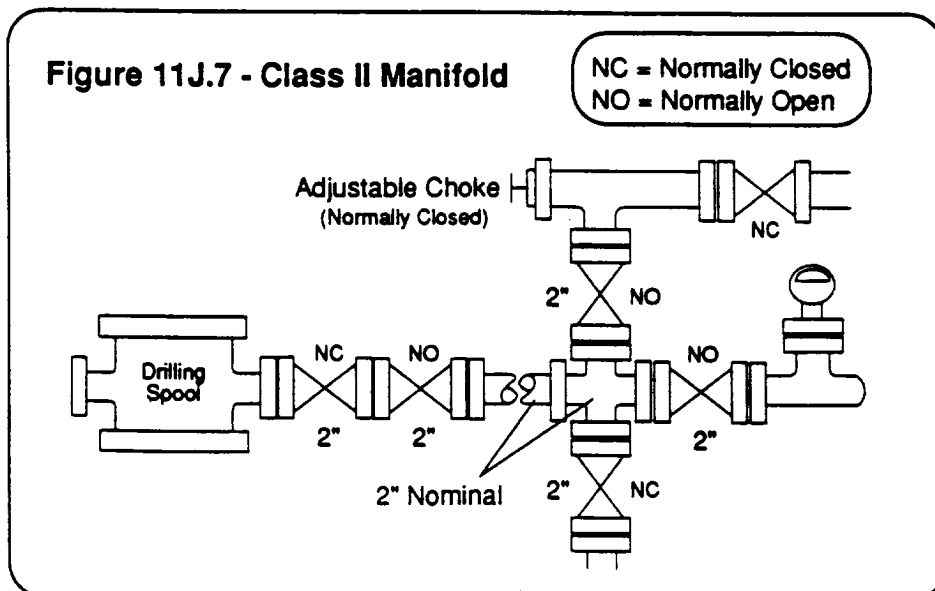 Figure 11J.7 - Class II Manifold
NC = Normally Closed
NO = Normally Open
Adjustable Choke
(Normally Closed)
NC
2" NO
NC NO NO
Drilling
Spool
2" 2" 2"
2" Nominal 2" NC